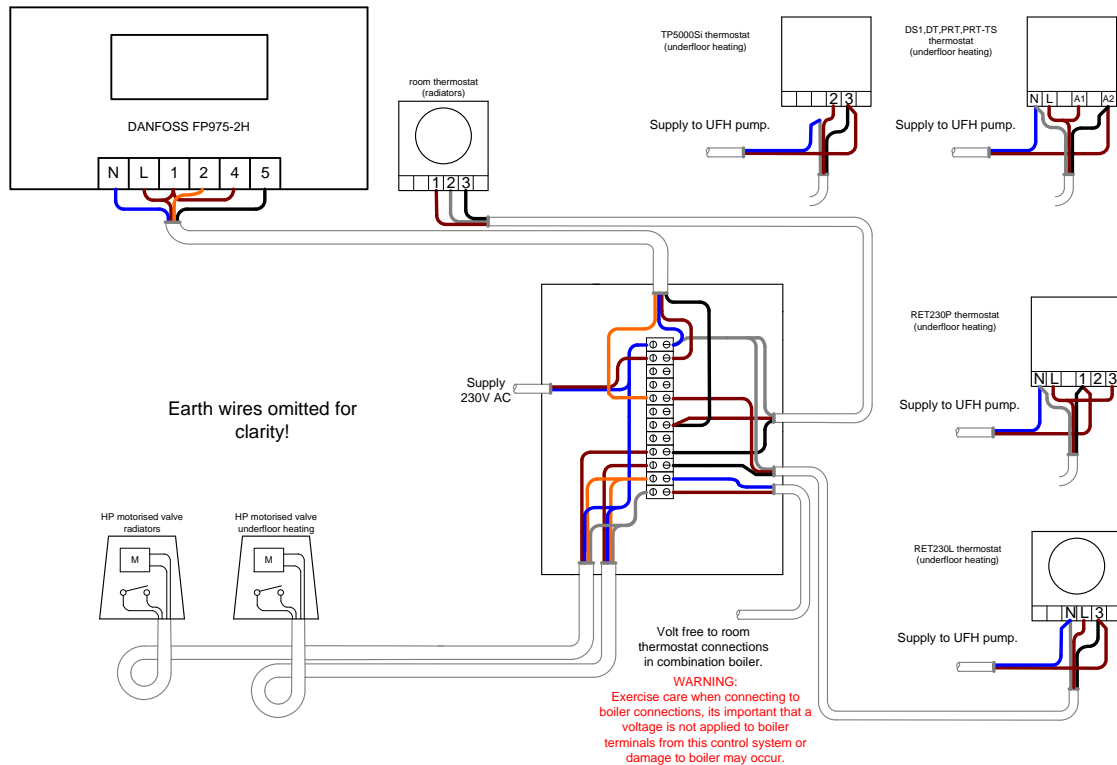 DANFOSS FP975-2H
N L 1 2 4 5
room thermostat
(radiators)
1 2 3
TP5000Si thermostat
(underfloor heating)
2 3
Supply to UFH pump.
DS1,DT,PRT,PRT-TS
thermostat
(underfloor heating)
N L A1 A2
Supply to UFH pump.
Supply
230V AC
Earth wires omitted for
clarity!
RET230P thermostat
(underfloor heating)
N L 1 2 3
Supply to UFH pump.
HP motorised valve
radiators
M
HP motorised valve
underfloor heating
M
RET230L thermostat
(underfloor heating)
N L 3
Supply to UFH pump.
Volt free to room
thermostat connections
in combination boiler.
WARNING:
Exercise care when connecting to
boiler connections, its important that a
voltage is not applied to boiler
terminals from this control system or
damage to boiler may occur.